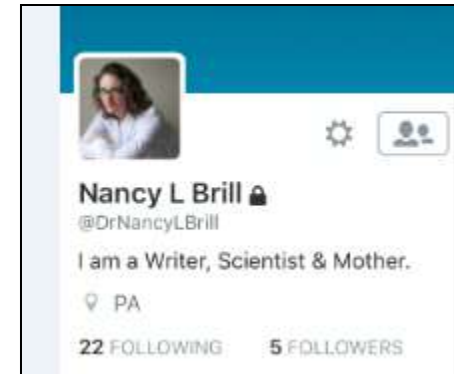 Nancy L Brill
@DrNancyLBrill
I am a Writer, Scientist & Mother.
PA
22 FOLLOWING 5 FOLLOWERS